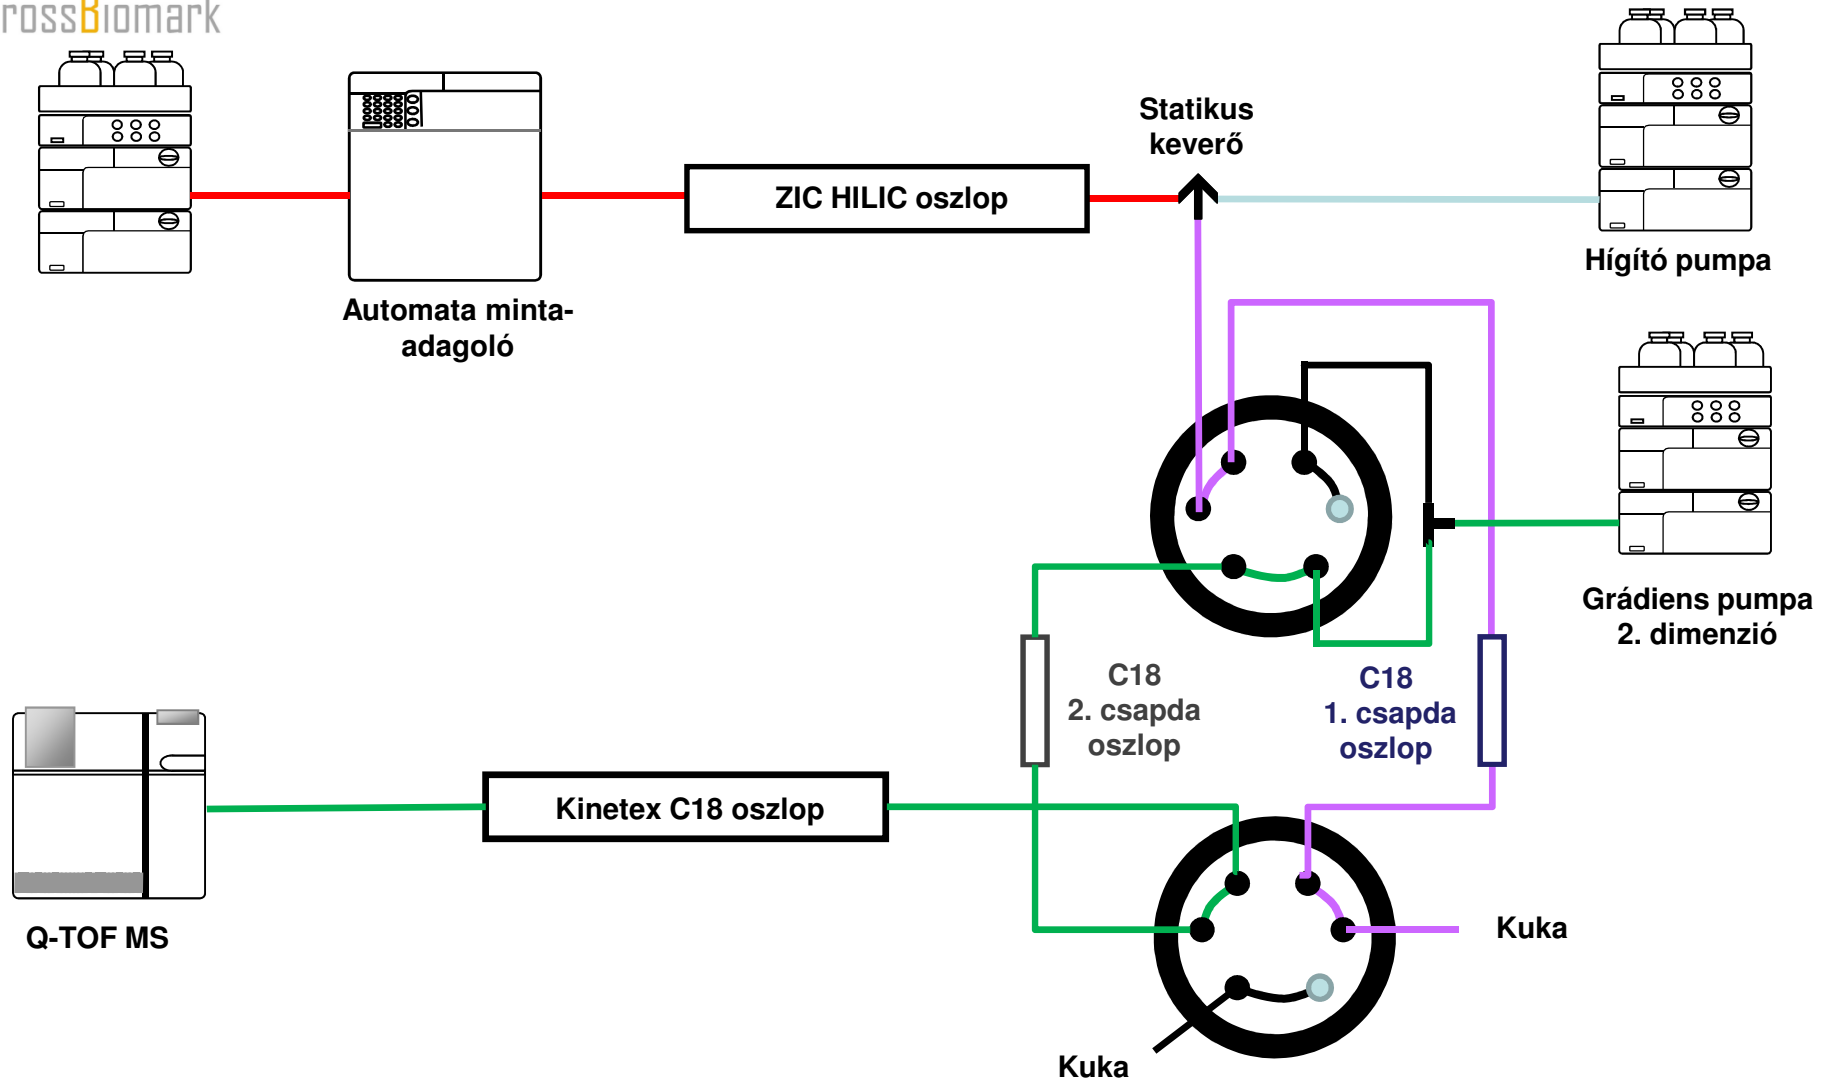 rossBiomark
Statikus
keverő
ZIC HILIC oszlop
Hígító pumpa
Automata minta-
adagoló
Grádiens pumpa
2. dimenzió
C18
2. csapda
oszlop
C18
1. csapda
oszlop
Kinetex C18 oszlop
Q-TOF MS
Kuka
Kuka